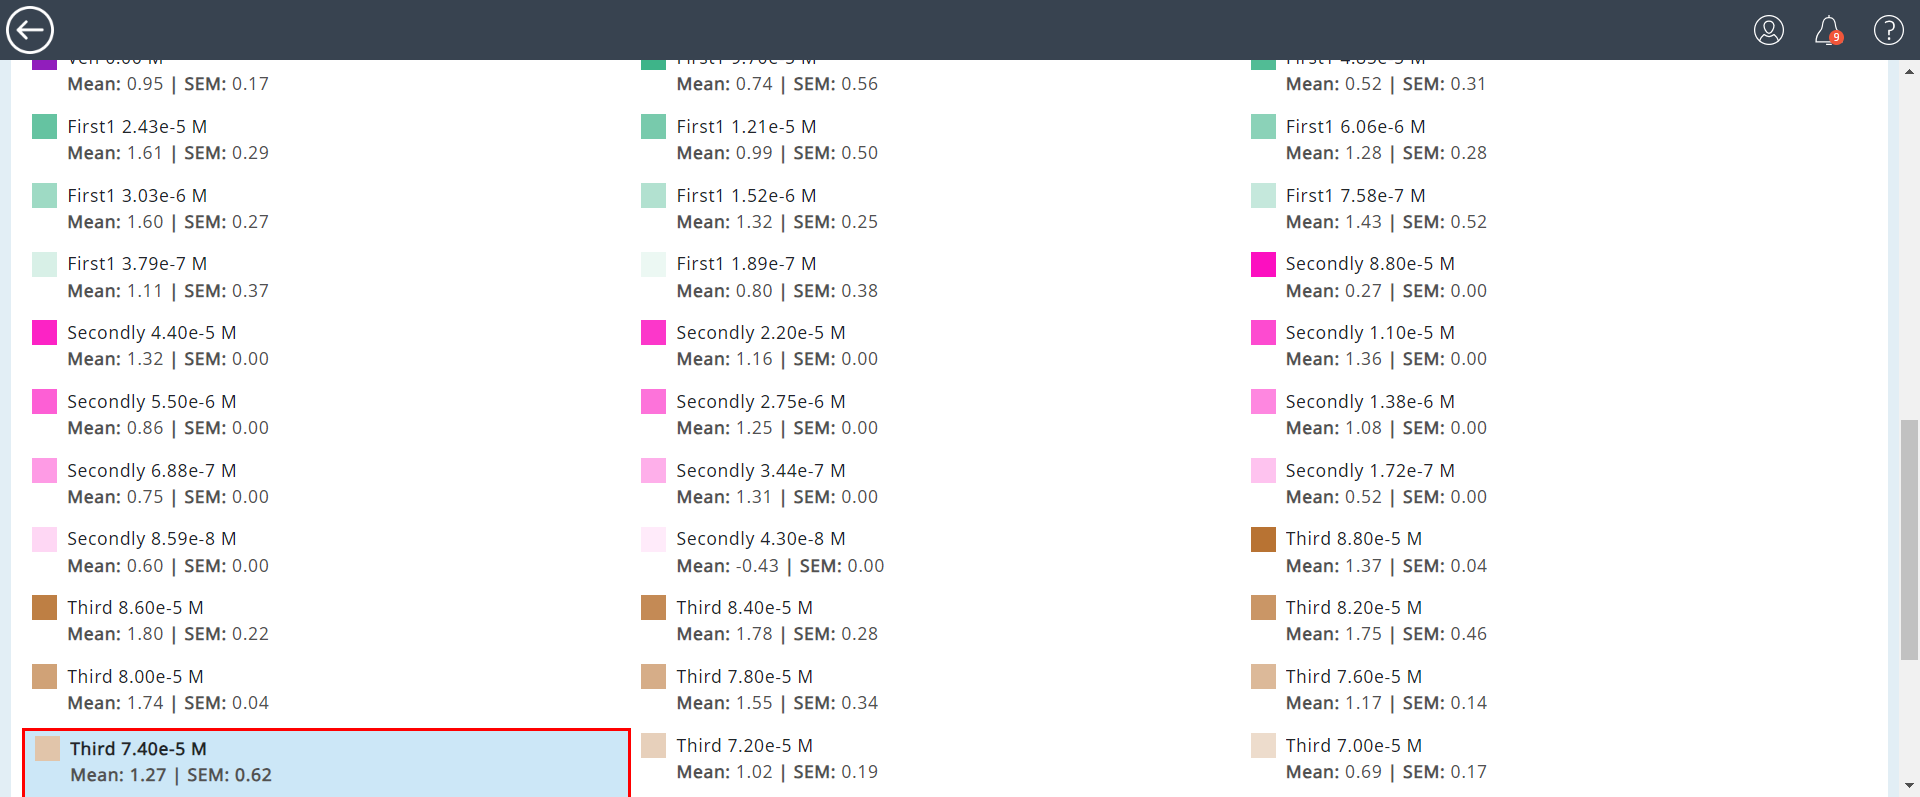 9
Veh 0.00 M
Mean: 0.95 | SEM: 0.17
First1 9.70e-5 M
Mean: 0.74 | SEM: 0.56
First1 4.85e-5 M
Mean: 0.52 | SEM: 0.31
First1 2.43e-5 M
Mean: 1.61 | SEM: 0.29
First1 1.21e-5 M
Mean: 0.99 | SEM: 0.50
First1 6.06e-6 M
Mean: 1.28 | SEM: 0.28
First1 3.03e-6 M
Mean: 1.60 | SEM: 0.27
First1 1.52e-6 M
Mean: 1.32 | SEM: 0.25
First1 7.58e-7 M
Mean: 1.43 | SEM: 0.52
First1 3.79e-7 M
Mean: 1.11 | SEM: 0.37
First1 1.89e-7 M
Mean: 0.80 | SEM: 0.38
Secondly 8.80e-5 M
Mean: 0.27 | SEM: 0.00
Secondly 4.40e-5 M
Mean: 1.32 | SEM: 0.00
Secondly 2.20e-5 M
Mean: 1.16 | SEM: 0.00
Secondly 1.10e-5 M
Mean: 1.36 | SEM: 0.00
Secondly 5.50e-6 M
Mean: 0.86 | SEM: 0.00
Secondly 2.75e-6 M
Mean: 1.25 | SEM: 0.00
Secondly 1.38e-6 M
Mean: 1.08 | SEM: 0.00
Secondly 6.88e-7 M
Mean: 0.75 | SEM: 0.00
Secondly 3.44e-7 M
Mean: 1.31 | SEM: 0.00
Secondly 1.72e-7 M
Mean: 0.52 | SEM: 0.00
Secondly 8.59e-8 M
Mean: 0.60 | SEM: 0.00
Secondly 4.30e-8 M
Mean: -0.43 | SEM: 0.00
Third 8.80e-5 M
Mean: 1.37 | SEM: 0.04
Third 8.60e-5 M
Mean: 1.80 | SEM: 0.22
Third 8.40e-5 M
Mean: 1.78 | SEM: 0.28
Third 8.20e-5 M
Mean: 1.75 | SEM: 0.46
Third 8.00e-5 M
Mean: 1.74 | SEM: 0.04
Third 7.80e-5 M
Mean: 1.55 | SEM: 0.34
Third 7.60e-5 M
Mean: 1.17 | SEM: 0.14
Third 7.40e-5 M
Mean: 1.27 | SEM: 0.62
Third 7.20e-5 M
Mean: 1.02 | SEM: 0.19
Third 7.00e-5 M
Mean: 0.69 | SEM: 0.17